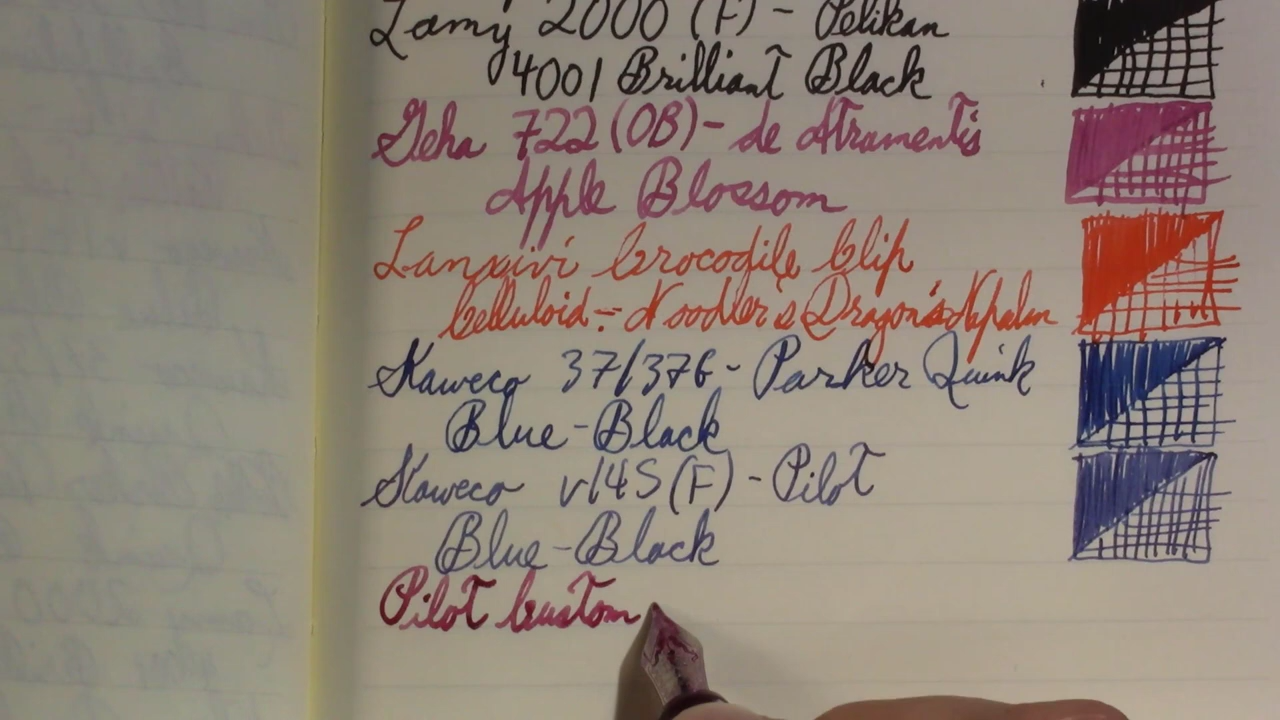 Lamy 2000 (F) - Pelikan
4001 Brilliant Black
Geha 722 (OB) - de Atramentis
Apple Blossom
Lanxivi Crocodile Clip
Celluloid - Noodler's Dragon's Napalm
Kaweco 37/376 - Parker Quink
Blue-Black
Kaweco V14S (F) - Pilot
Blue-Black
Pilot Custom